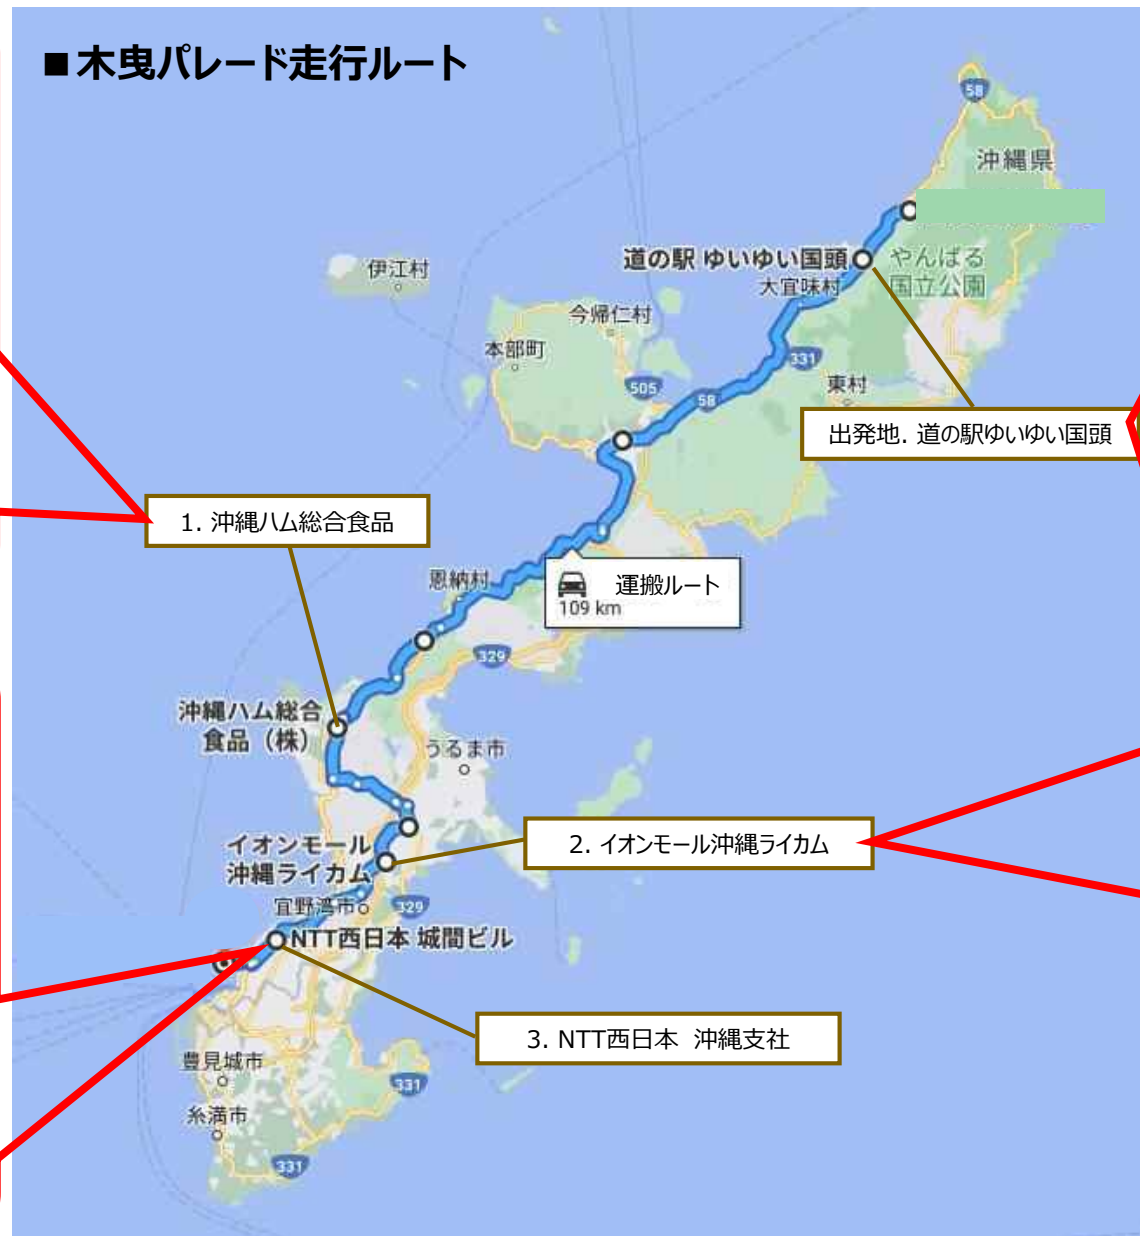 ■木曳パレード走行ルート
58
沖縄県
道の駅 ゆいゆい国頭
やんばる
国立公園
大宜味村
伊江村
今帰仁村
本部町
331
505
58
東村
出発地. 道の駅ゆいゆい国頭
1. 沖縄ハム総合食品
恩納村
運搬ルート
109 km
329
沖縄ハム総合
食品（株）
うるま市
イオンモール
沖縄ライカム
2. イオンモール沖縄ライカム
宜野湾市
329
NTT西日本 城間ビル
3. NTT西日本 沖縄支社
豊見城市
331
糸満市
331